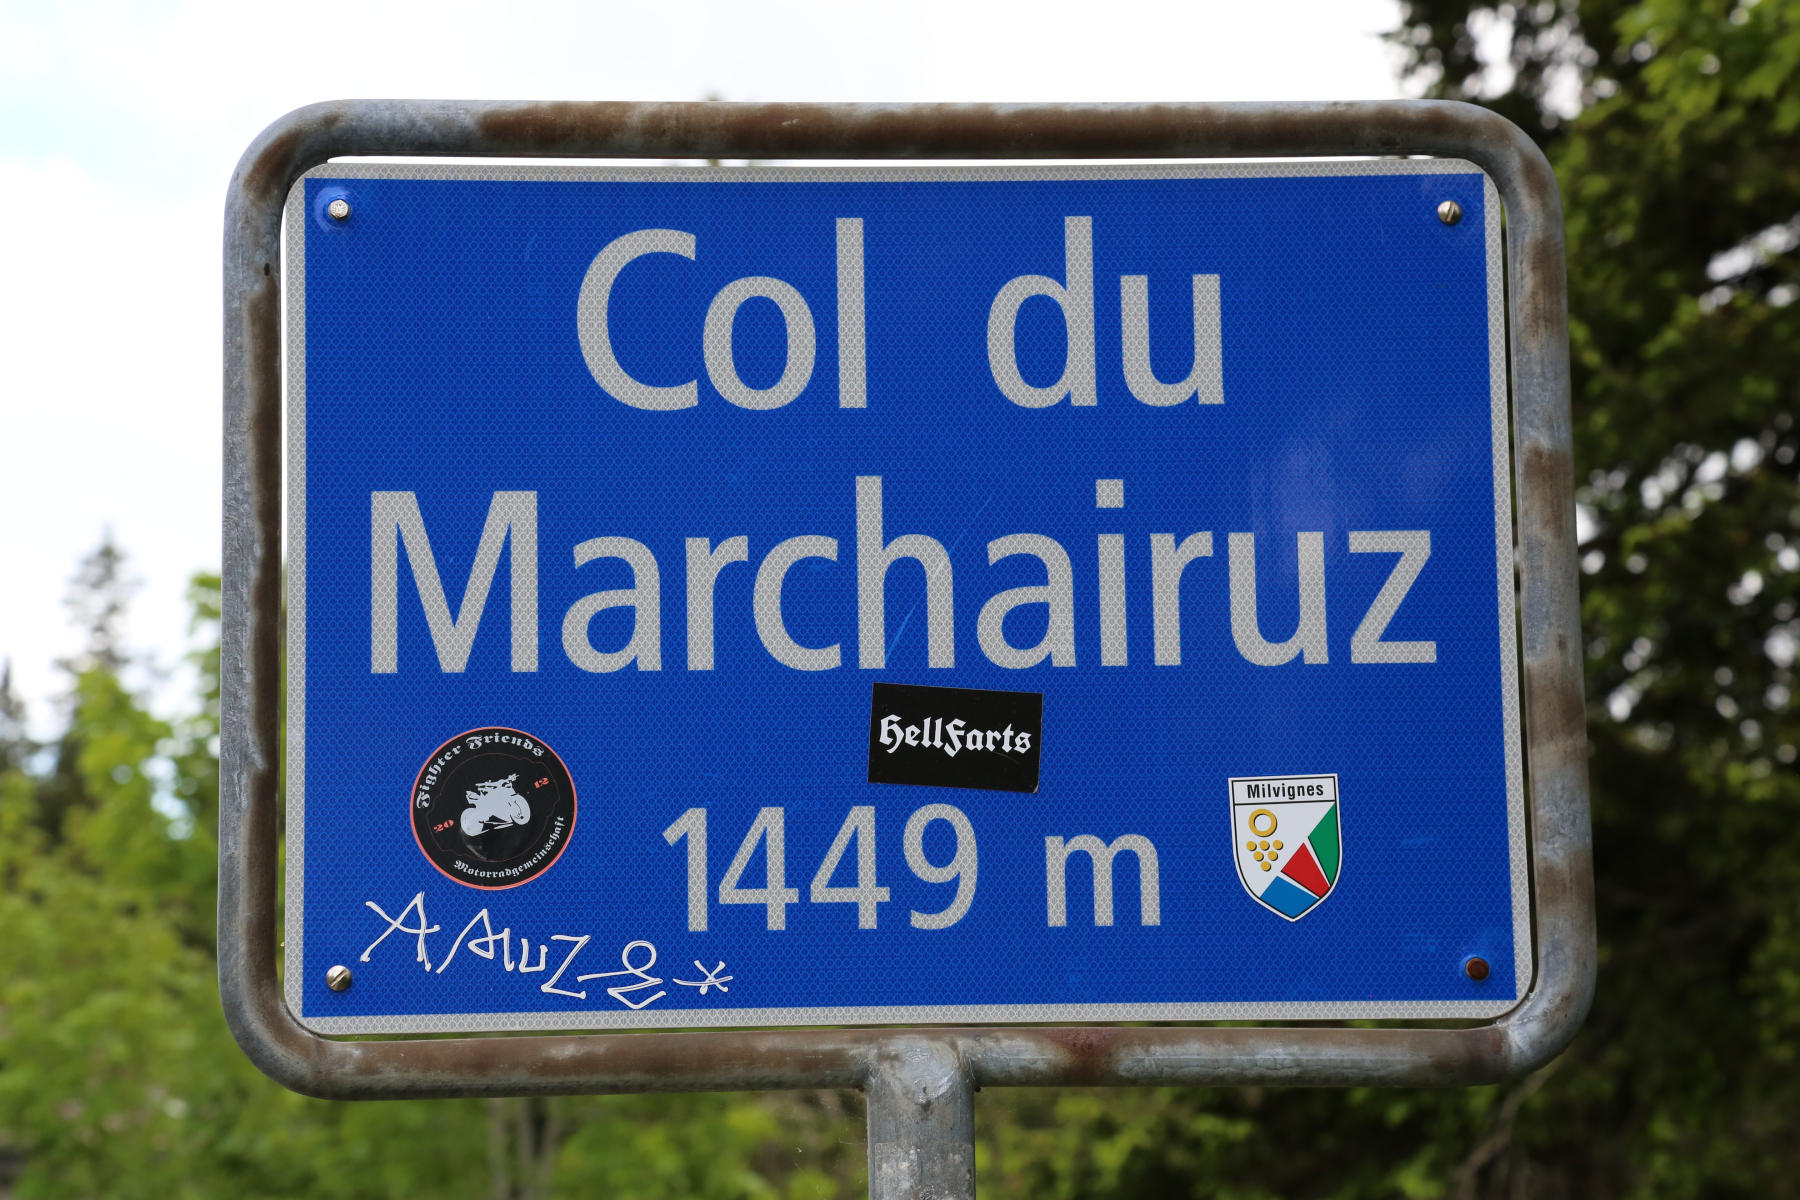 Col du
Marchairuz
HellFarts
Fighter Friends
20 12
Motorradgemeinschaft
1449 m
Milvignes